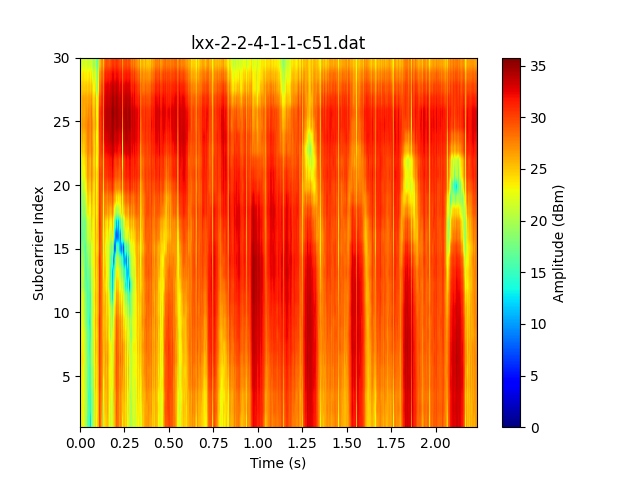 lxx-2-2-4-1-1-c51.dat
30
25
20
15
10
5
Subcarrier Index
0.00 0.25 0.50 0.75 1.00 1.25 1.50 1.75 2.00
Time (s)
35
30
25
20
15
10
5
0
Amplitude (dBm)